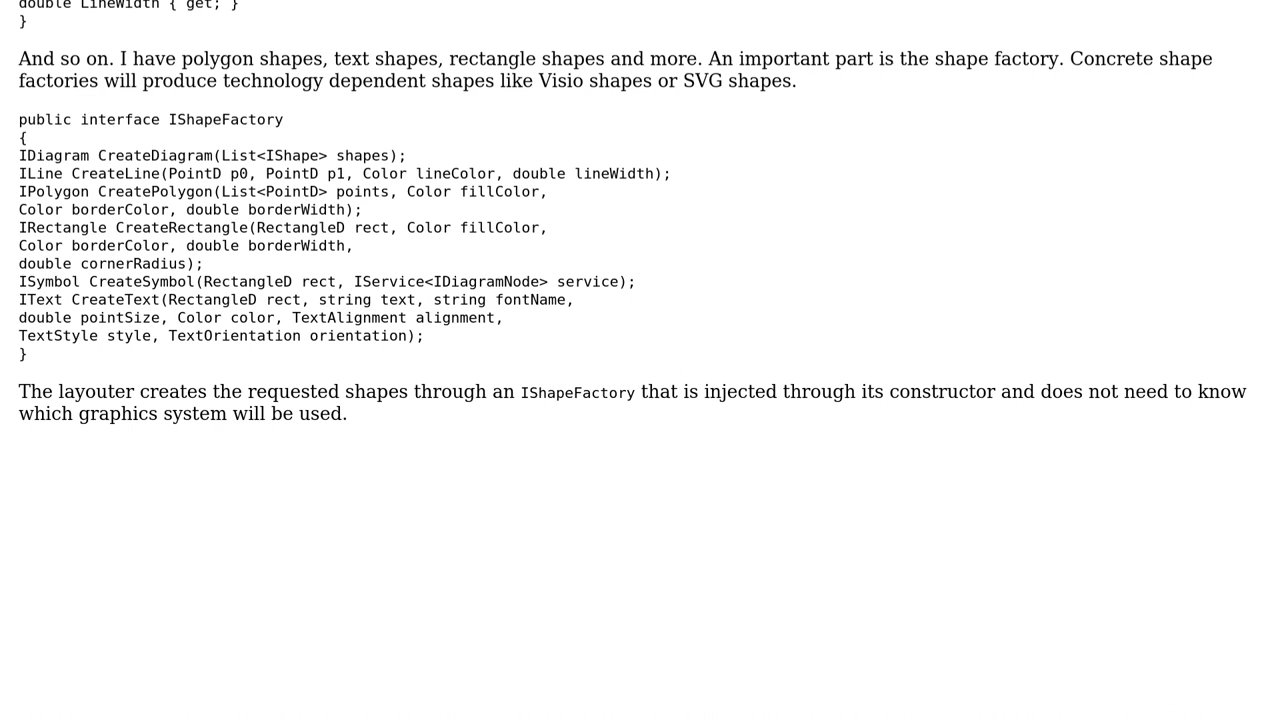 double LineWidth { get; }
}
And so on. I have polygon shapes, text shapes, rectangle shapes and more. An important part is the shape factory. Concrete shape
factories will produce technology dependent shapes like Visio shapes or SVG shapes.
public interface IShapeFactory
{
IDiagram CreateDiagram(List<IShape> shapes);
ILine CreateLine(PointD p0, PointD p1, Color lineColor, double lineWidth);
IPolygon CreatePolygon(List<PointD> points, Color fillColor,
Color borderColor, double borderWidth);
IRectangle CreateRectangle(RectangleD rect, Color fillColor,
Color borderColor, double borderWidth,
double cornerRadius);
ISymbol CreateSymbol(RectangleD rect, IService<IDiagramNode> service);
IText CreateText(RectangleD rect, string text, string fontName,
double pointSize, Color color, TextAlignment alignment,
TextStyle style, TextOrientation orientation);
}
The layouter creates the requested shapes through an IShapeFactory that is injected through its constructor and does not need to know
which graphics system will be used.